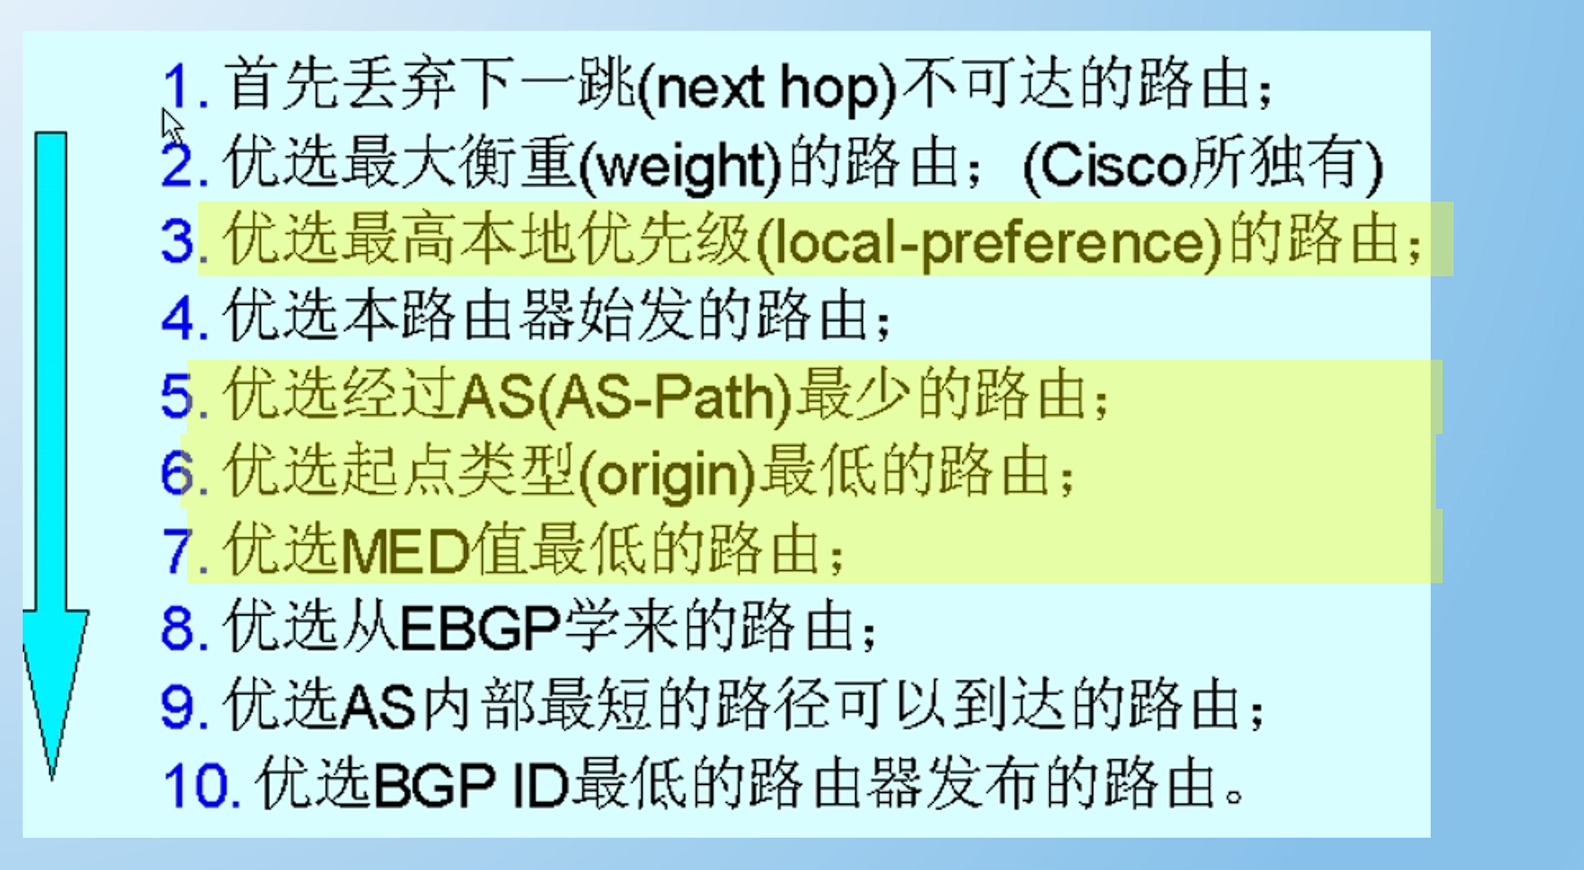 1. 首先丢弃下一跳(next hop)不可达的路由；
2. 优选最大衡重(weight)的路由；(Cisco所独有)
3. 优选最高本地优先级(local-preference)的路由；
4. 优选本路由器始发的路由；
5. 优选经过AS(AS-Path)最少的路由；
6. 优选起点类型(origin)最低的路由；
7. 优选MED值最低的路由；
8. 优选从EBGP学来的路由；
9. 优选AS内部最短的路径可以到达的路由；
10. 优选BGP ID最低的路由器发布的路由。